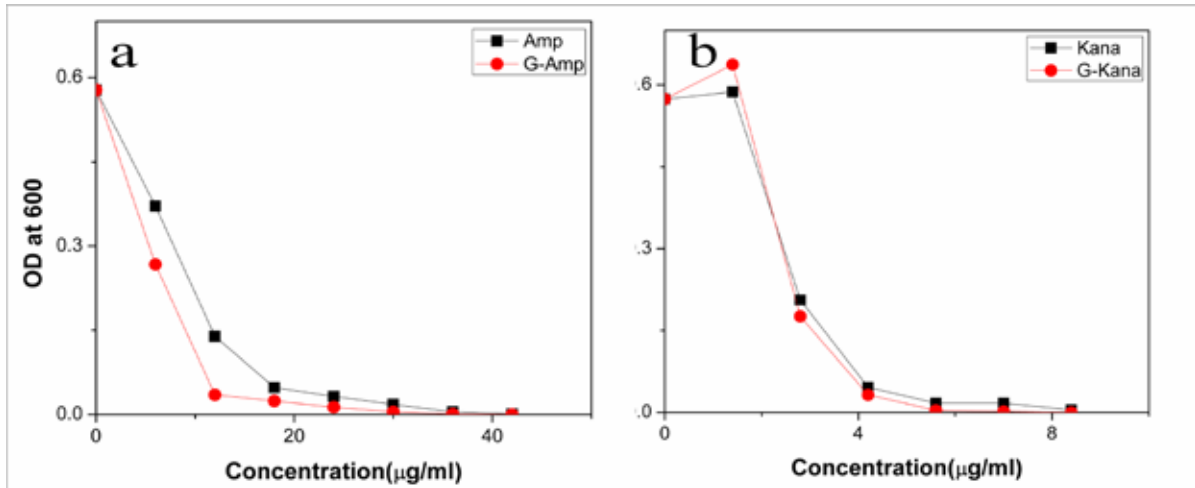 a
Amp
G-Amp
0.6
0.3
0.0
OD at 600
0
20
40
Concentration(μg/ml)
b
Kana
G-Kana
.6
.3
.0
0
4
8
Concentration(μg/ml)